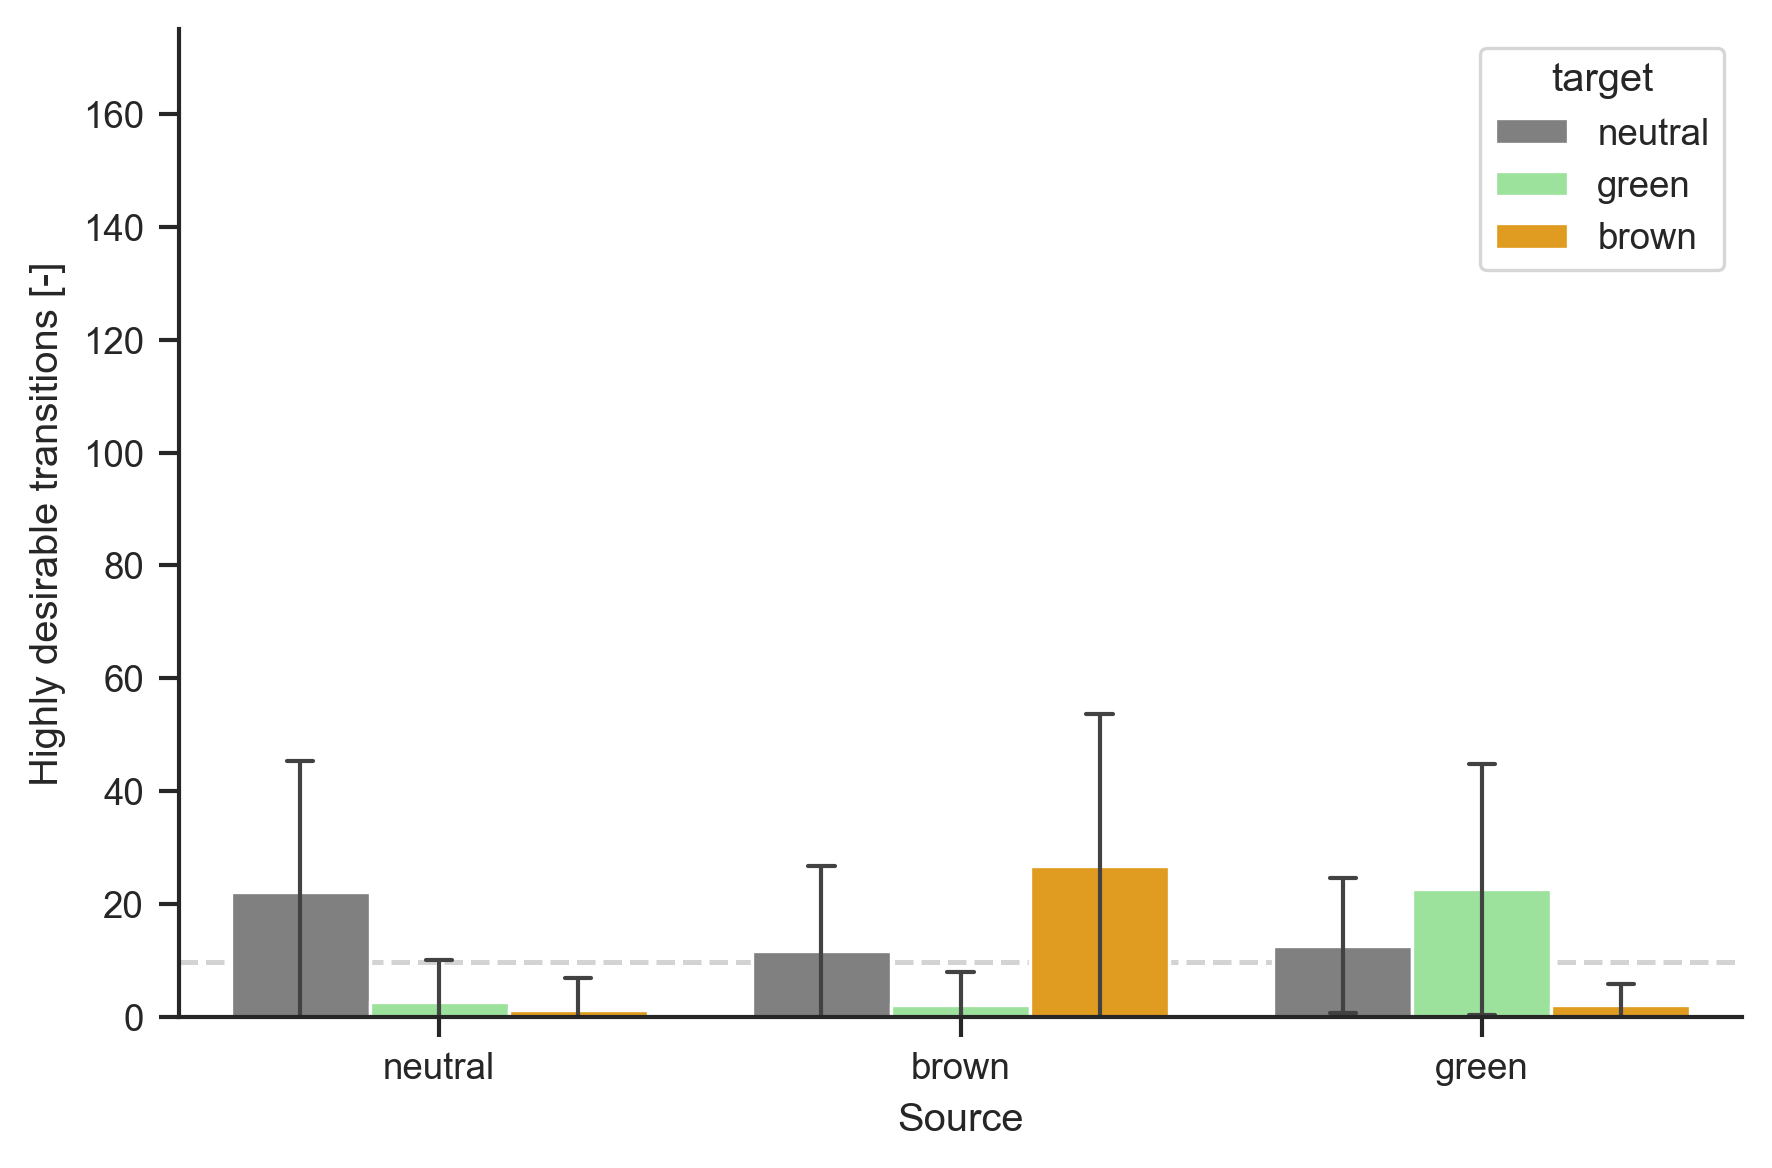 Highly desirable transitions [-]
160
140
120
100
80
60
40
20
0
target
neutral
green
brown
neutral
brown
green
Source